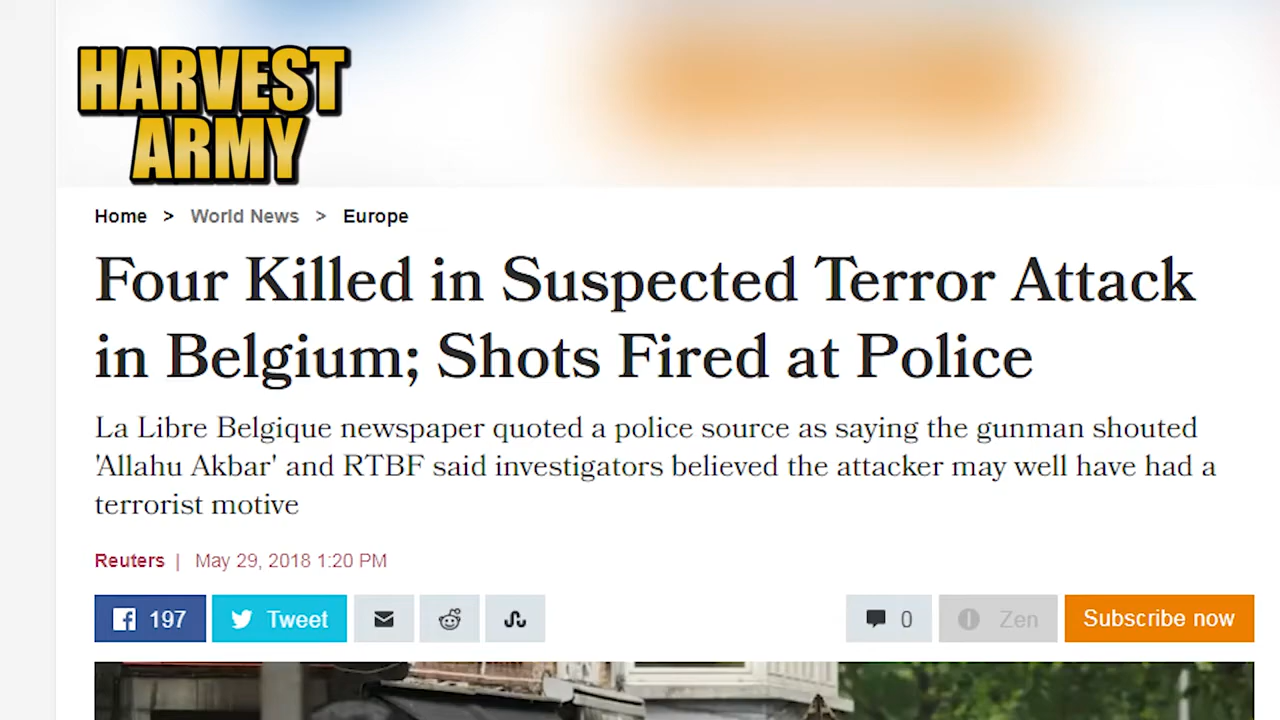 HARVEST
ARMY
Home > World News > Europe
Four Killed in Suspected Terror Attack
in Belgium; Shots Fired at Police
La Libre Belgique newspaper quoted a police source as saying the gunman shouted
'Allahu Akbar' and RTBF said investigators believed the attacker may well have had a
terrorist motive
Reuters | May 29, 2018 1:20 PM
197 Tweet 0 Zen Subscribe now